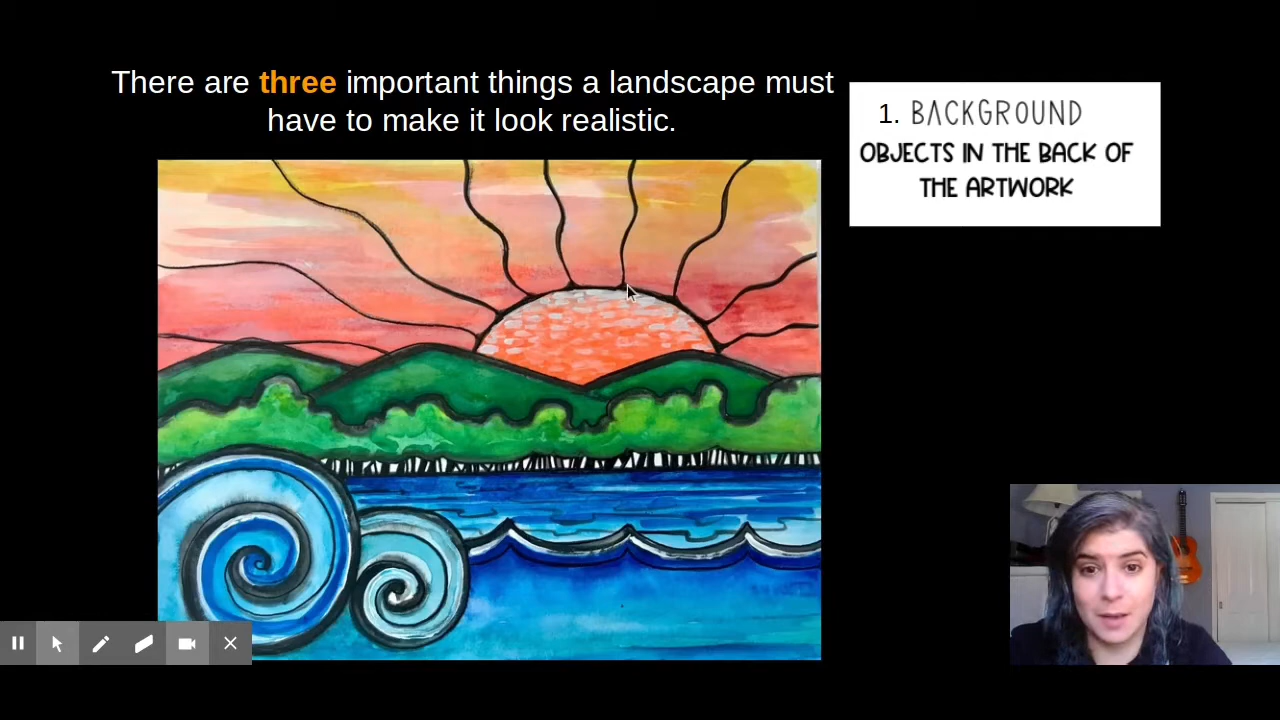 There are three important things a landscape must
have to make it look realistic.
1. BACKGROUND
OBJECTS IN THE BACK OF
THE ARTWORK